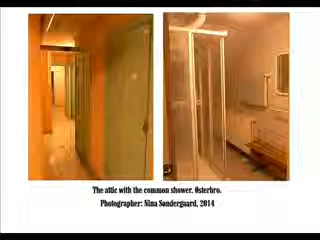 The attic with the common shower. Østerbro.
Photographer: Nina Søndergaard, 2014